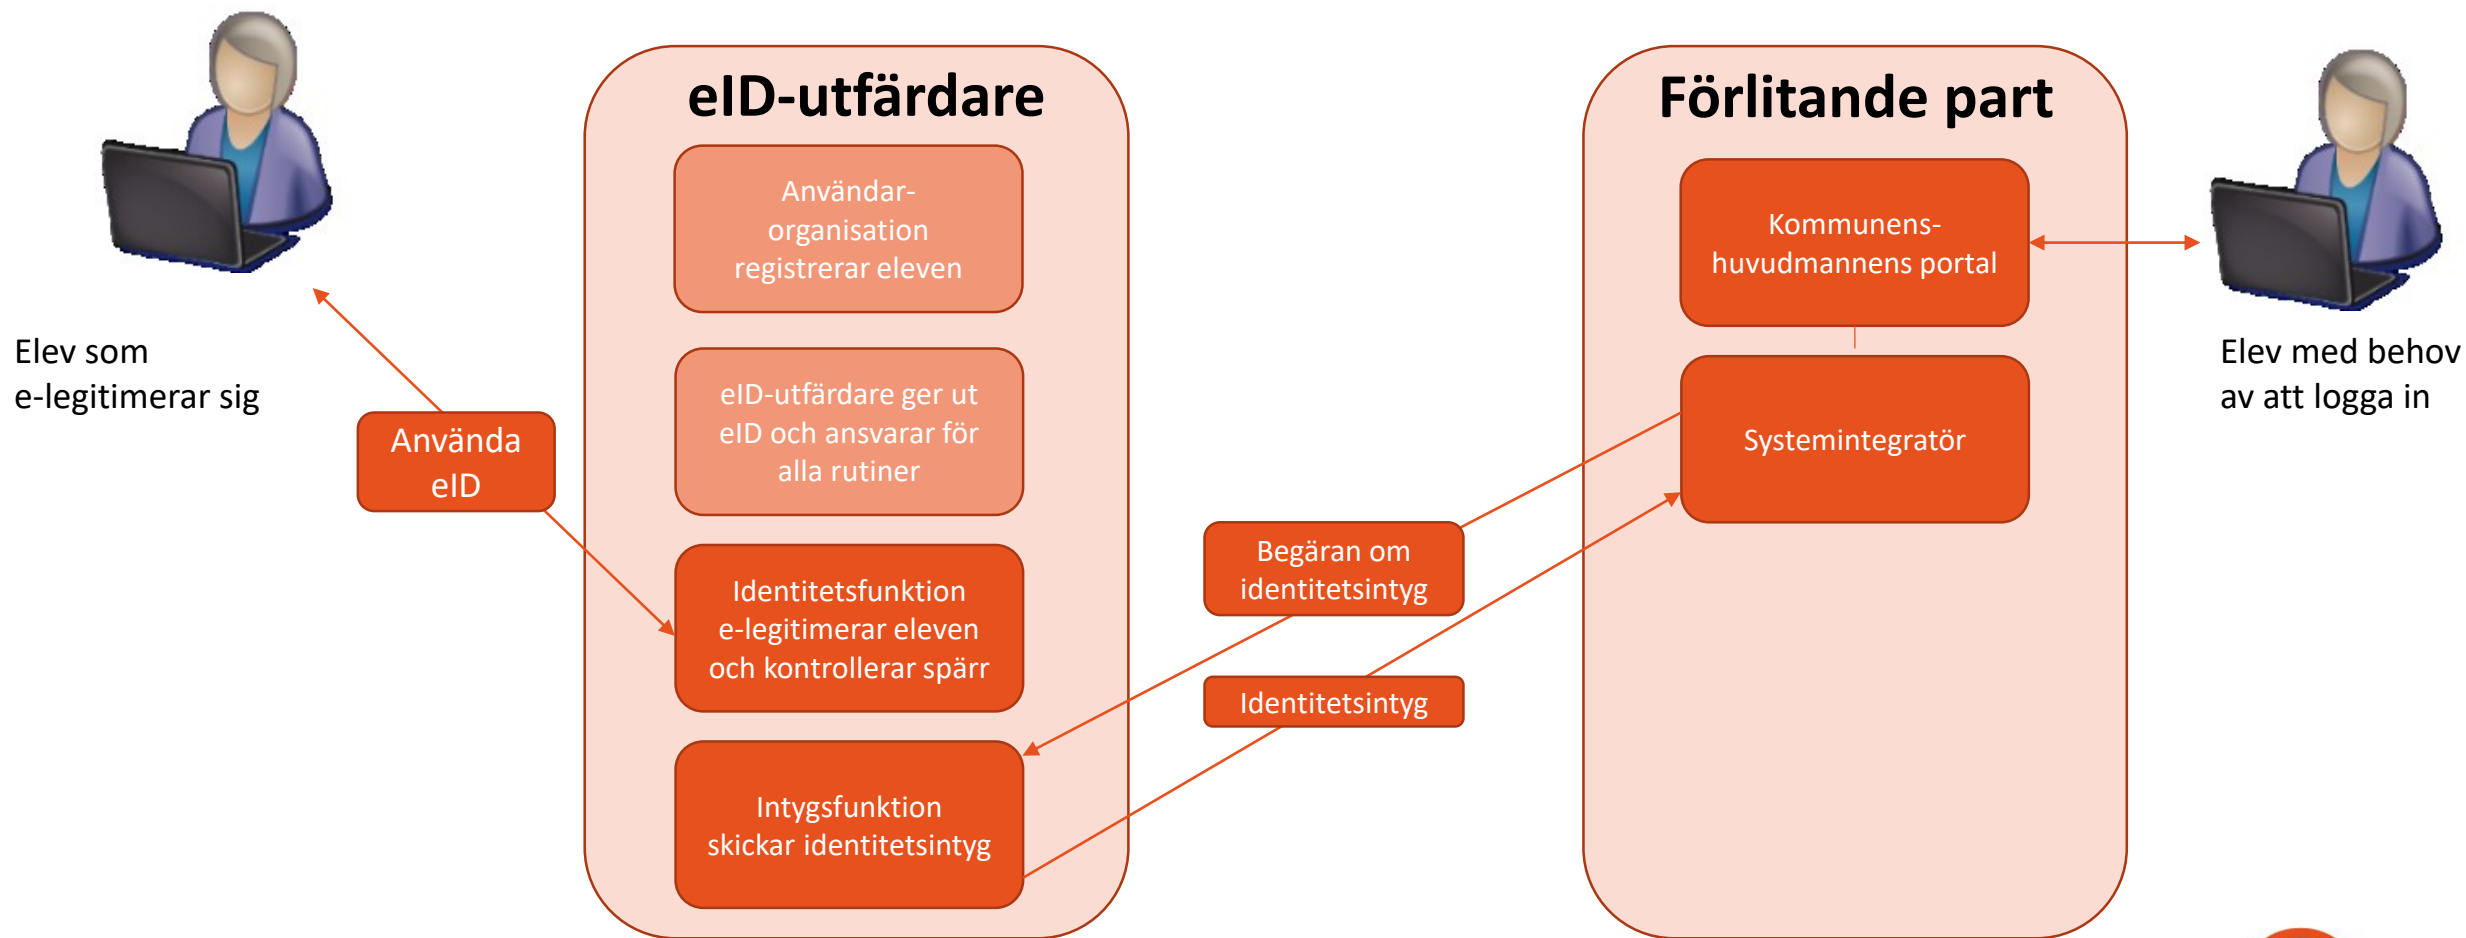 Elev som
e-legitimerar sig
Använda
eID
eID-utfärdare
Användar-
organisation
registrerar eleven
eID-utfärdare ger ut
eID och ansvarar för
alla rutiner
Identitetsfunktion
e-legitimerar eleven
och kontrollerar spärr
Intygsfunktion
skickar identitetsintyg
Begäran om
identitetsintyg
Identitetsintyg
Förlitande part
Kommunens-
huvudmannens portal
Systemintegratör
Elev med behov
av att logga in